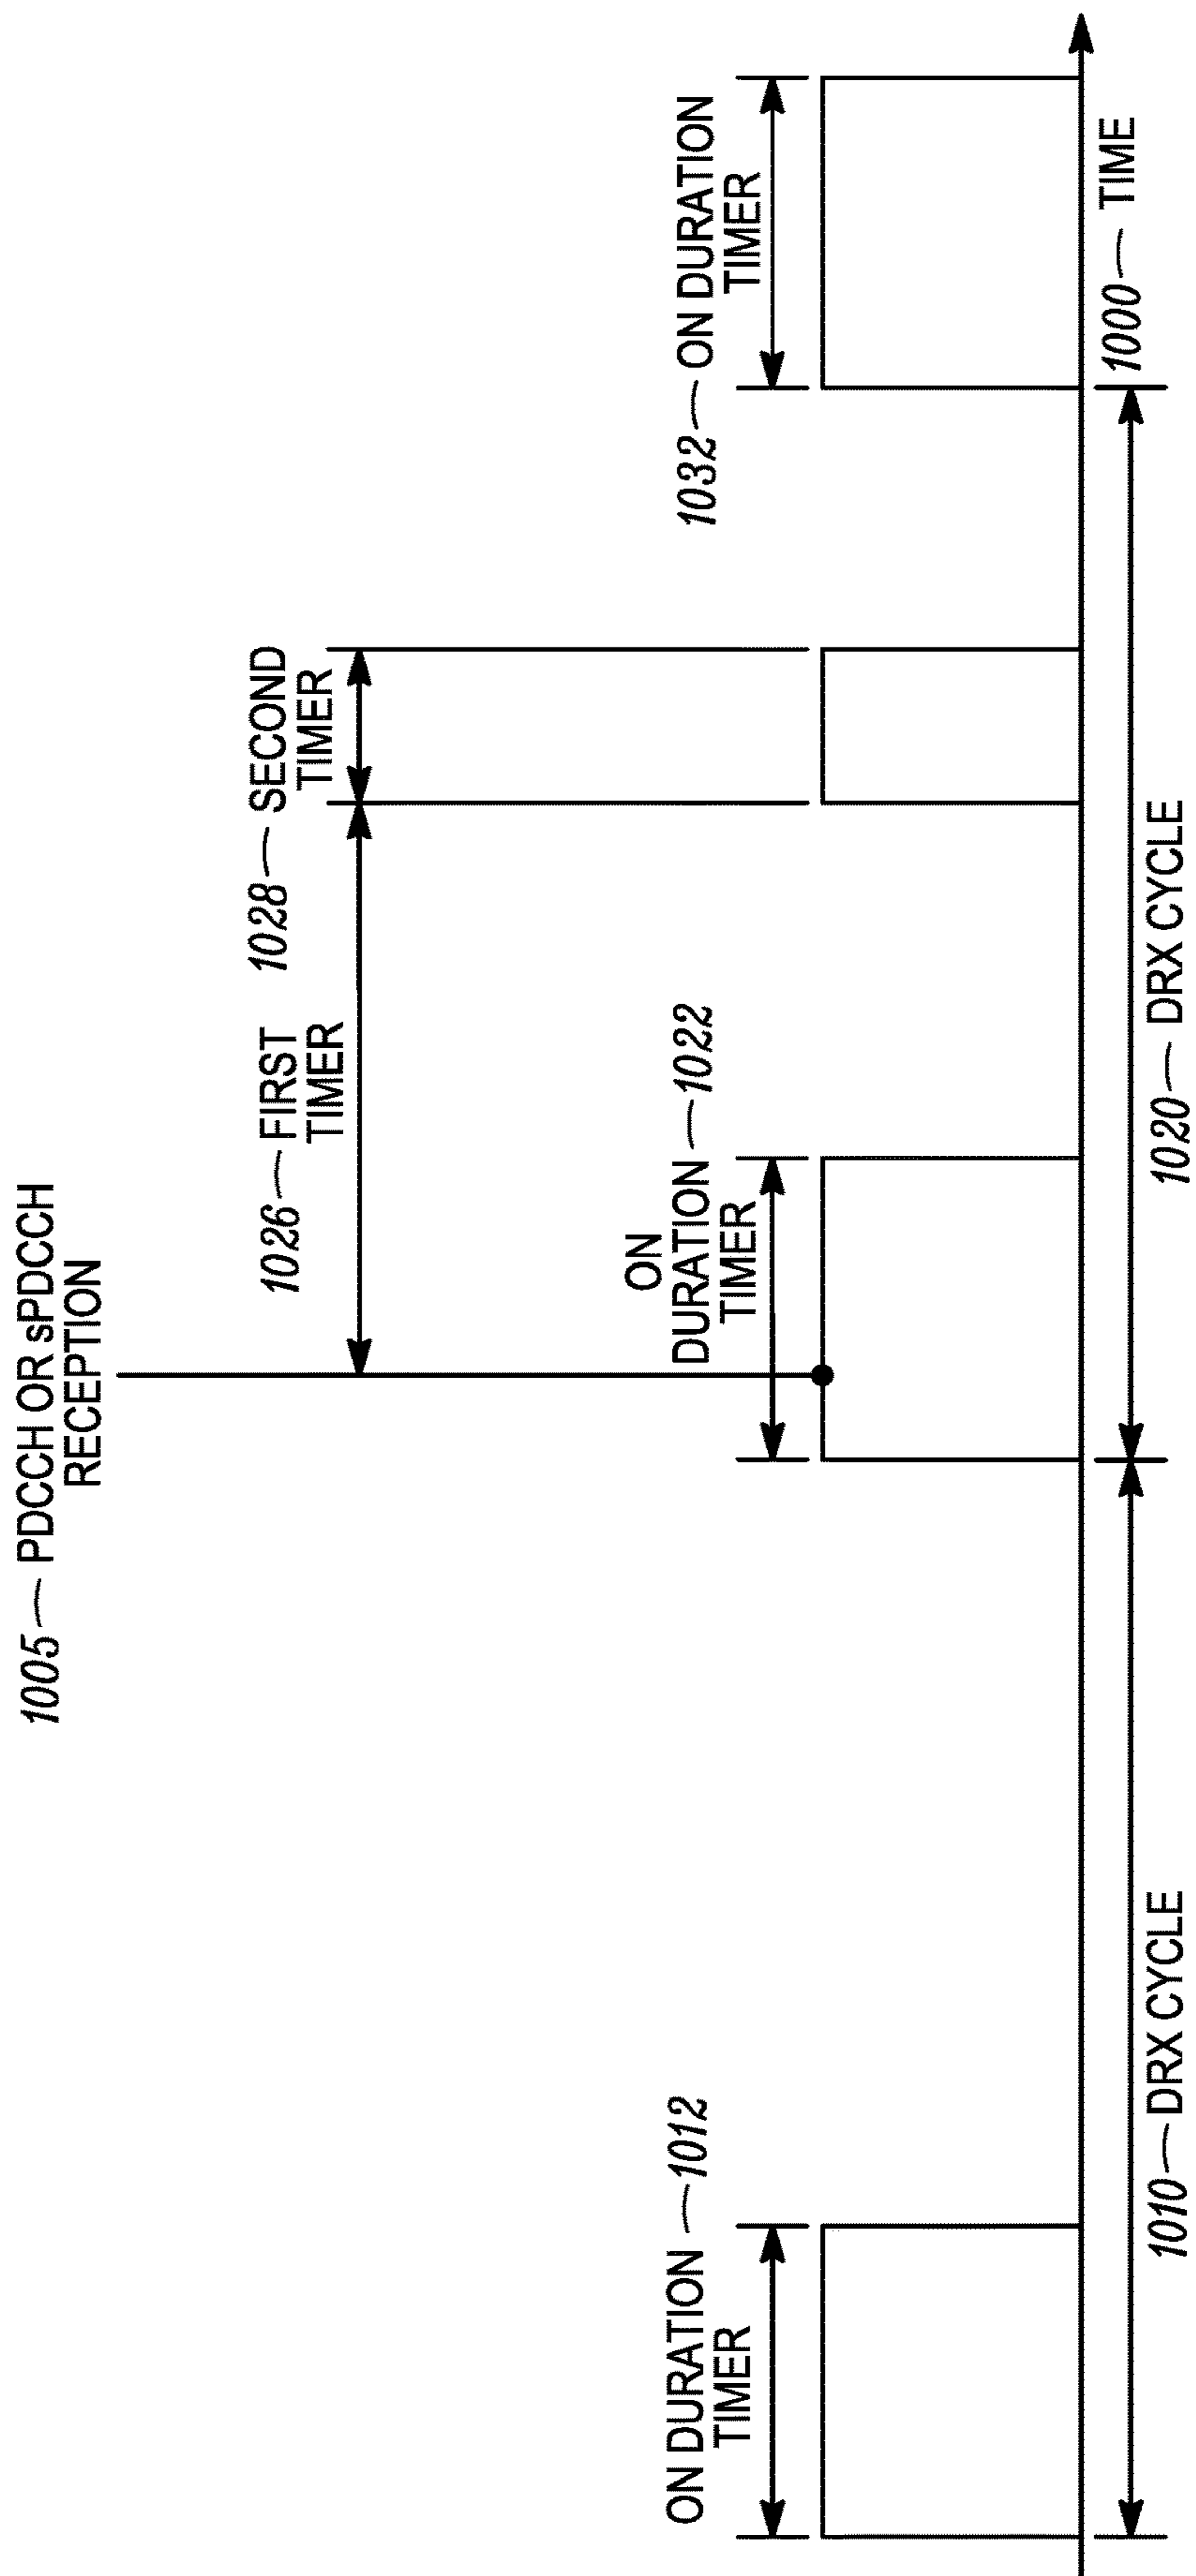 1005 PDCCH OR sPDCCH
RECEPTION
1026 FIRST
TIMER
1028 SECOND
TIMER
ON DURATION 1012
TIMER
ON
DURATION 1022
TIMER
1032 ON DURATION
TIMER
1000 TIME
1010 DRX CYCLE
1020 DRX CYCLE